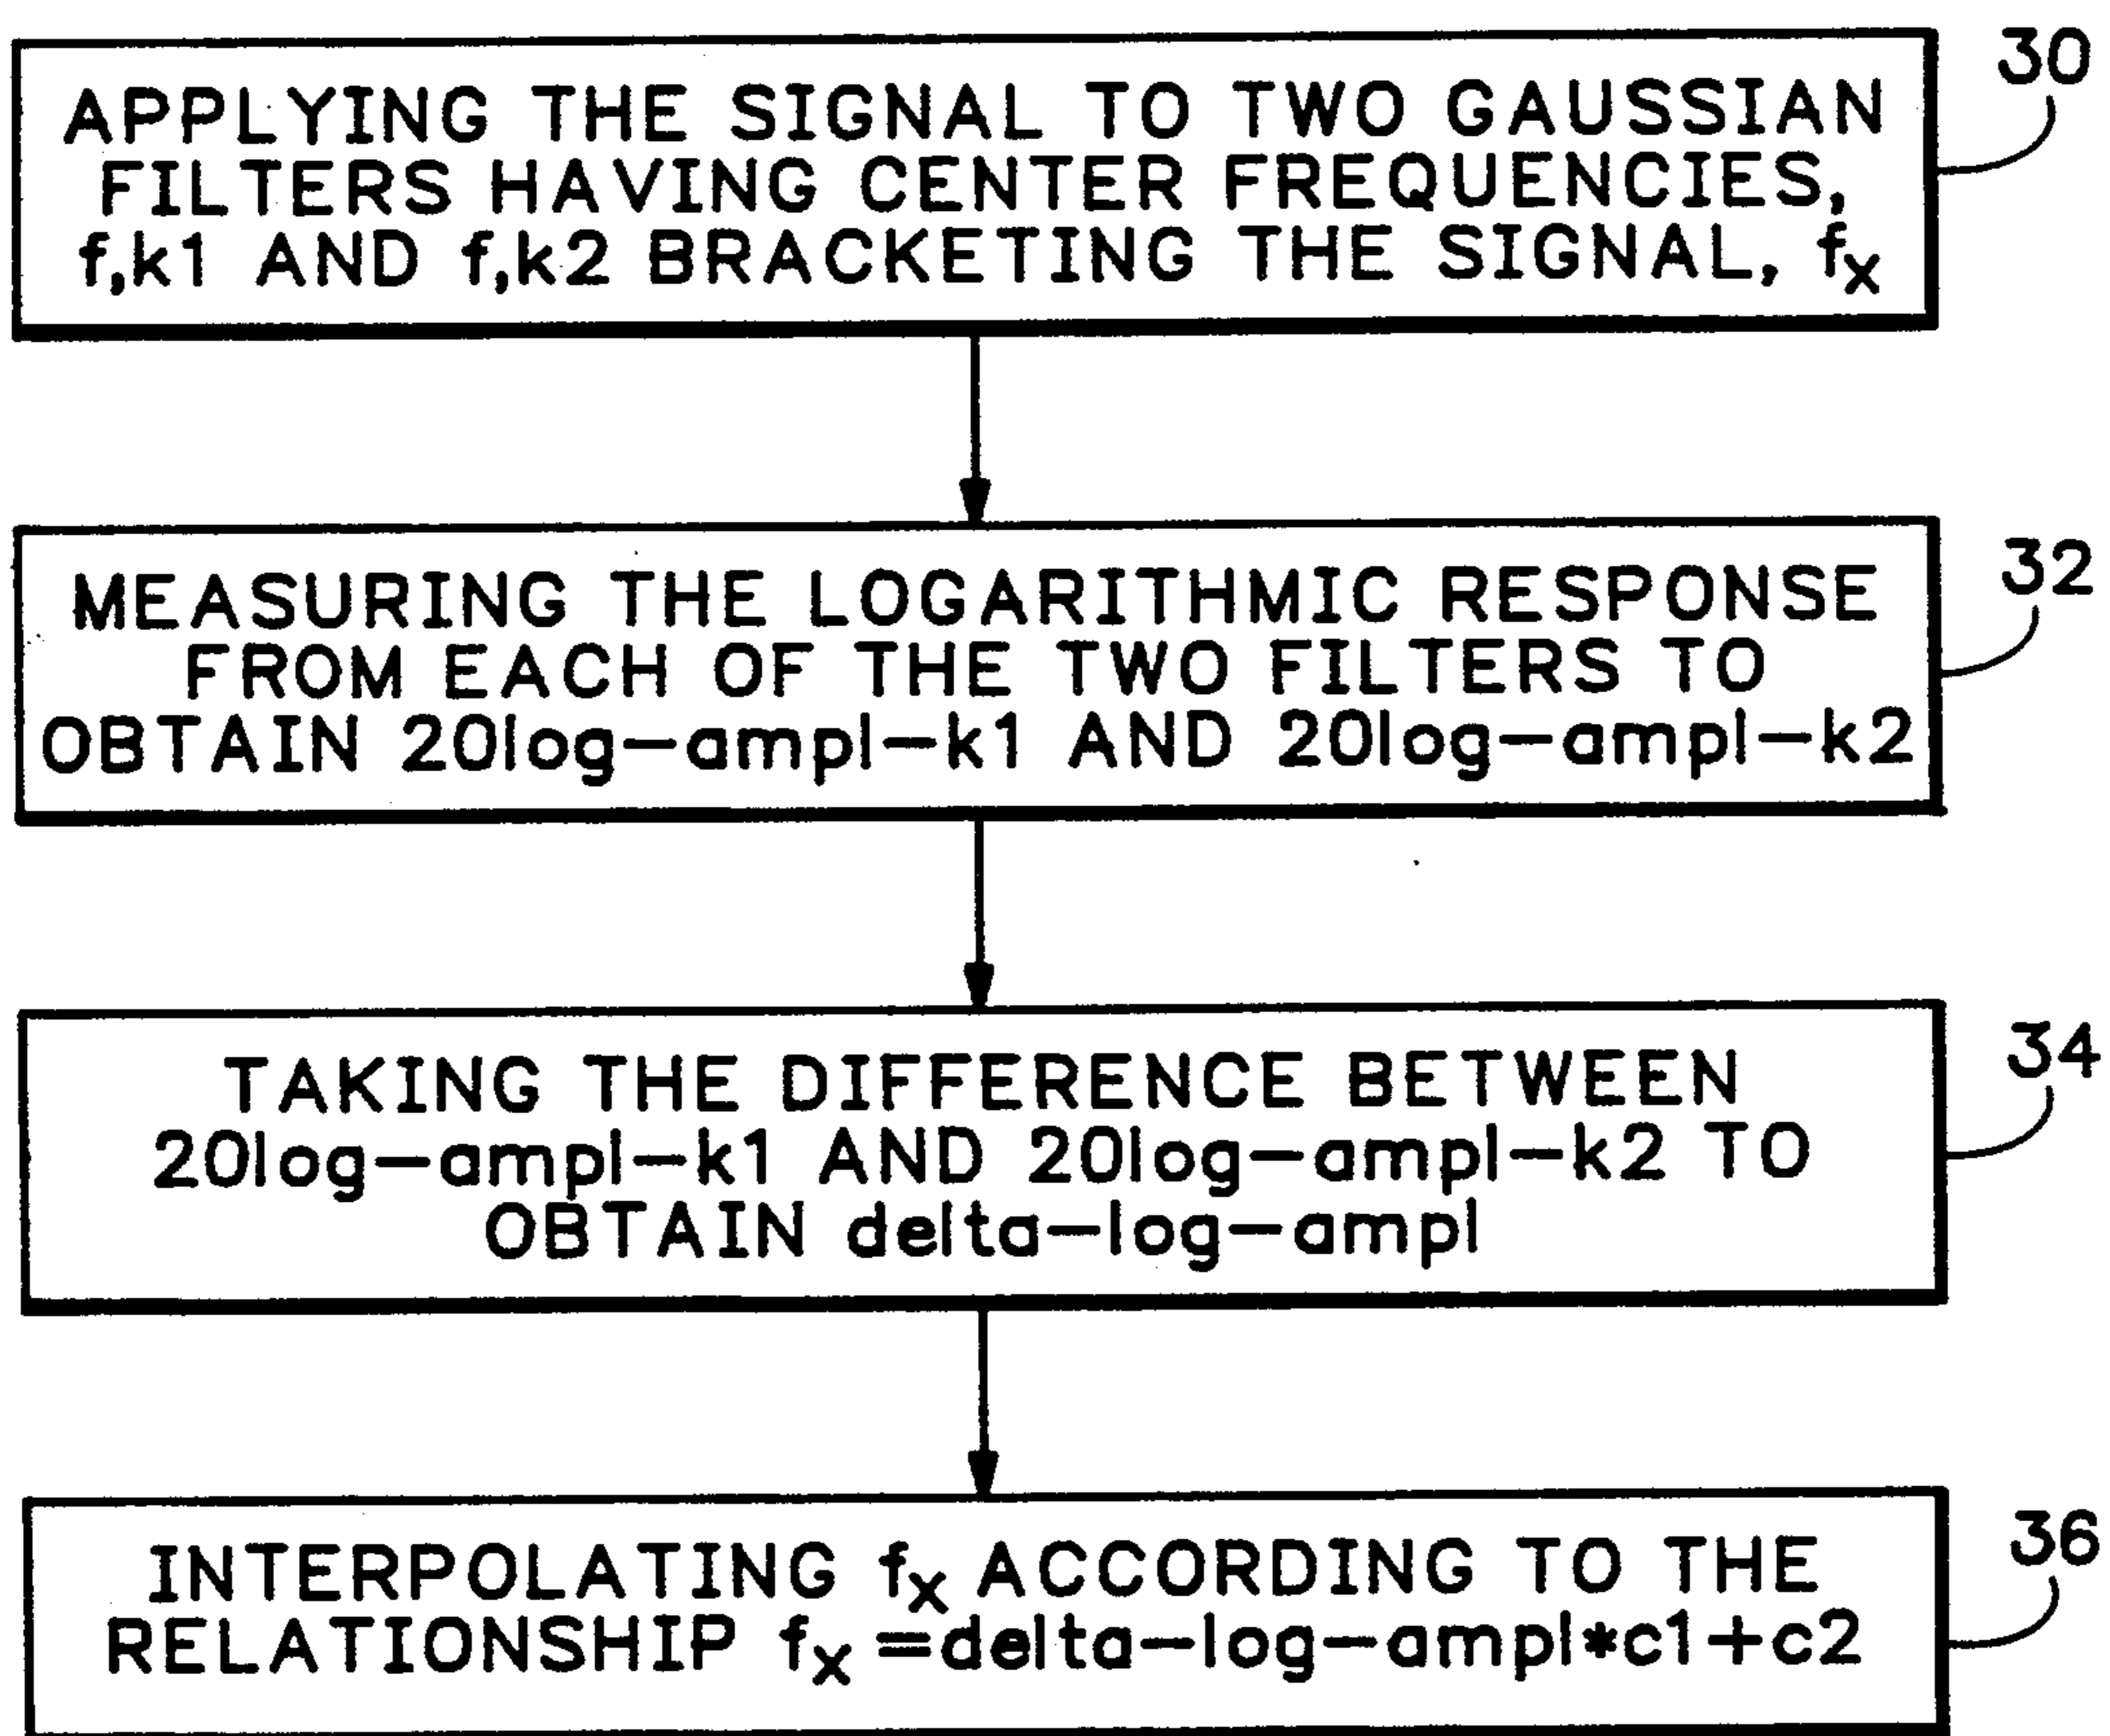 30
APPLYING THE SIGNAL TO TWO GAUSSIAN
FILTERS HAVING CENTER FREQUENCIES,
f,k1 AND f,k2 BRACKETING THE SIGNAL, fx
32
MEASURING THE LOGARITHMIC RESPONSE
FROM EACH OF THE TWO FILTERS TO
OBTAIN 20log-ampl-k1 AND 20log-ampl-k2
34
TAKING THE DIFFERENCE BETWEEN
20log-ampl-k1 AND 20log-ampl-k2 TO
OBTAIN delta-log-ampl
36
INTERPOLATING fx ACCORDING TO THE
RELATIONSHIP fx =delta-log-ampl*c1+c2